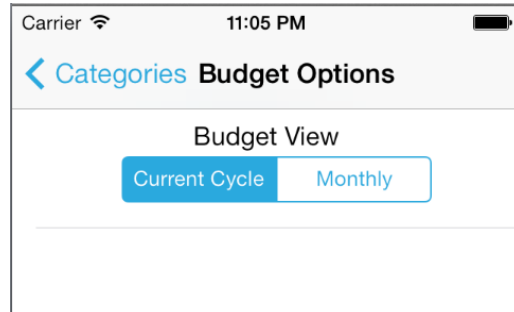 Carrier 11:05 PM
Categories Budget Options
Budget View
Current Cycle Monthly